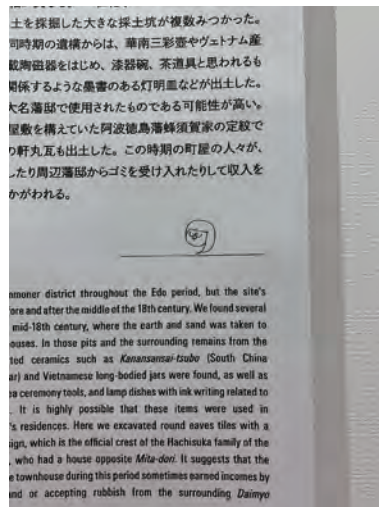 土を採掘した大きな採土坑が複数みつかった。
同時期の遺構からは、華南三彩壺やヴェトナム産
陶磁器をはじめ、漆器碗、茶道具と思われるも
関係するような墨書のある灯明皿などが出土した。
大名藩邸で使用されたものである可能性が高い。
屋敷を構えていた阿波徳島藩蜂須賀家の定紋で
の軒丸瓦も出土した。この時期の町屋の人々が、
したり周辺藩邸からゴミを受け入れたりして収入を
かがわれる。
mmoner district throughout the Edo period, but the site's
ore and after the middle of the 18th century. We found several
mid-18th century, where the earth and sand was taken to
ouses. In those pits and the surrounding remains from the
ted ceramics such as Kanansansai-tsubo (South China
ar) and Vietnamese long-bodied jars were found, as well as
ea ceremony tools, and lamp dishes with ink writing related to
. It is highly possible that these items were used in
's residences. Here we excavated round eaves tiles with a
sign, which is the official crest of the Hachisuka family of the
, who had a house opposite Mita-dori. It suggests that the
e townhouse during this period sometimes earned incomes by
and or accepting rubbish from the surrounding Daimyo